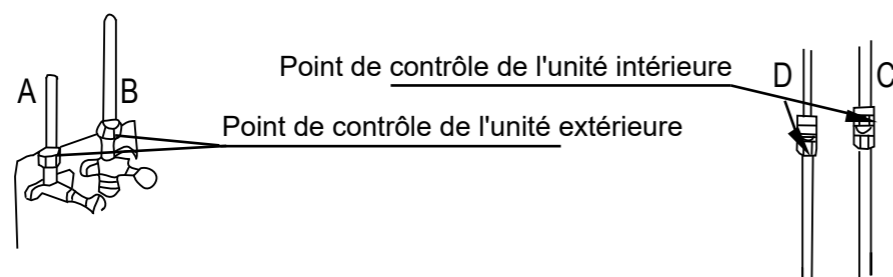 Point de contrôle de l'unité intérieure
D
C
A
B
Point de contrôle de l'unité extérieure